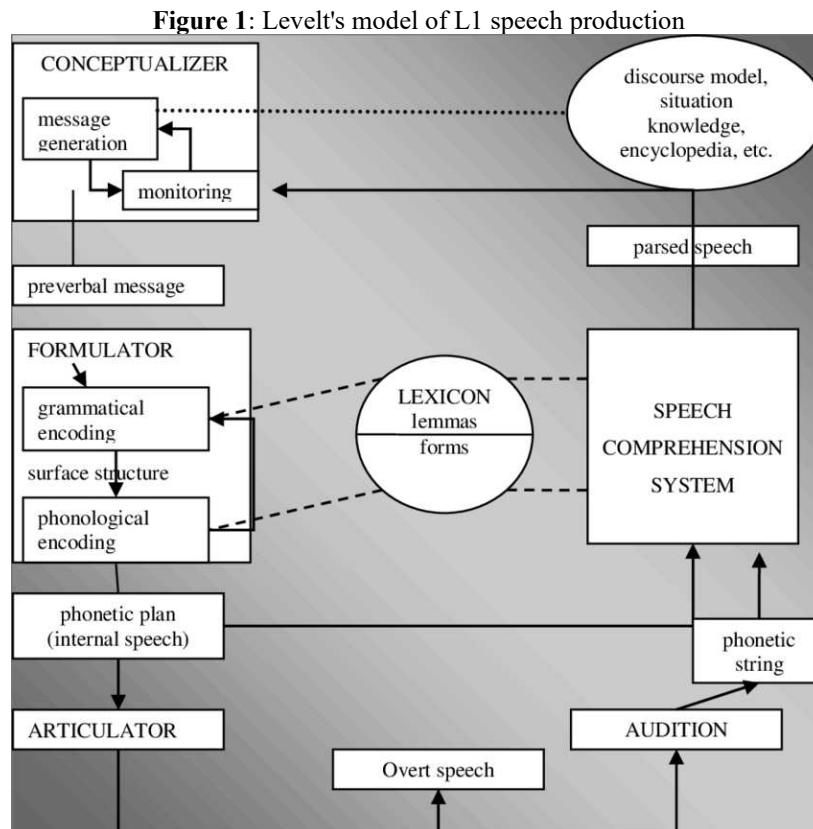 Figure 1: Levelt's model of L1 speech production
CONCEPTUALIZER
message
generation
monitoring
discourse model,
situation
knowledge,
encyclopedia, etc.
parsed speech
preverbal message
FORMULATOR
grammatical
encoding
surface structure
phonological
encoding
LEXICON
lemmas
forms
SPEECH
COMPREHENSION
SYSTEM
phonetic plan
(internal speech)
phonetic
string
ARTICULATOR
AUDITION
Overt speech